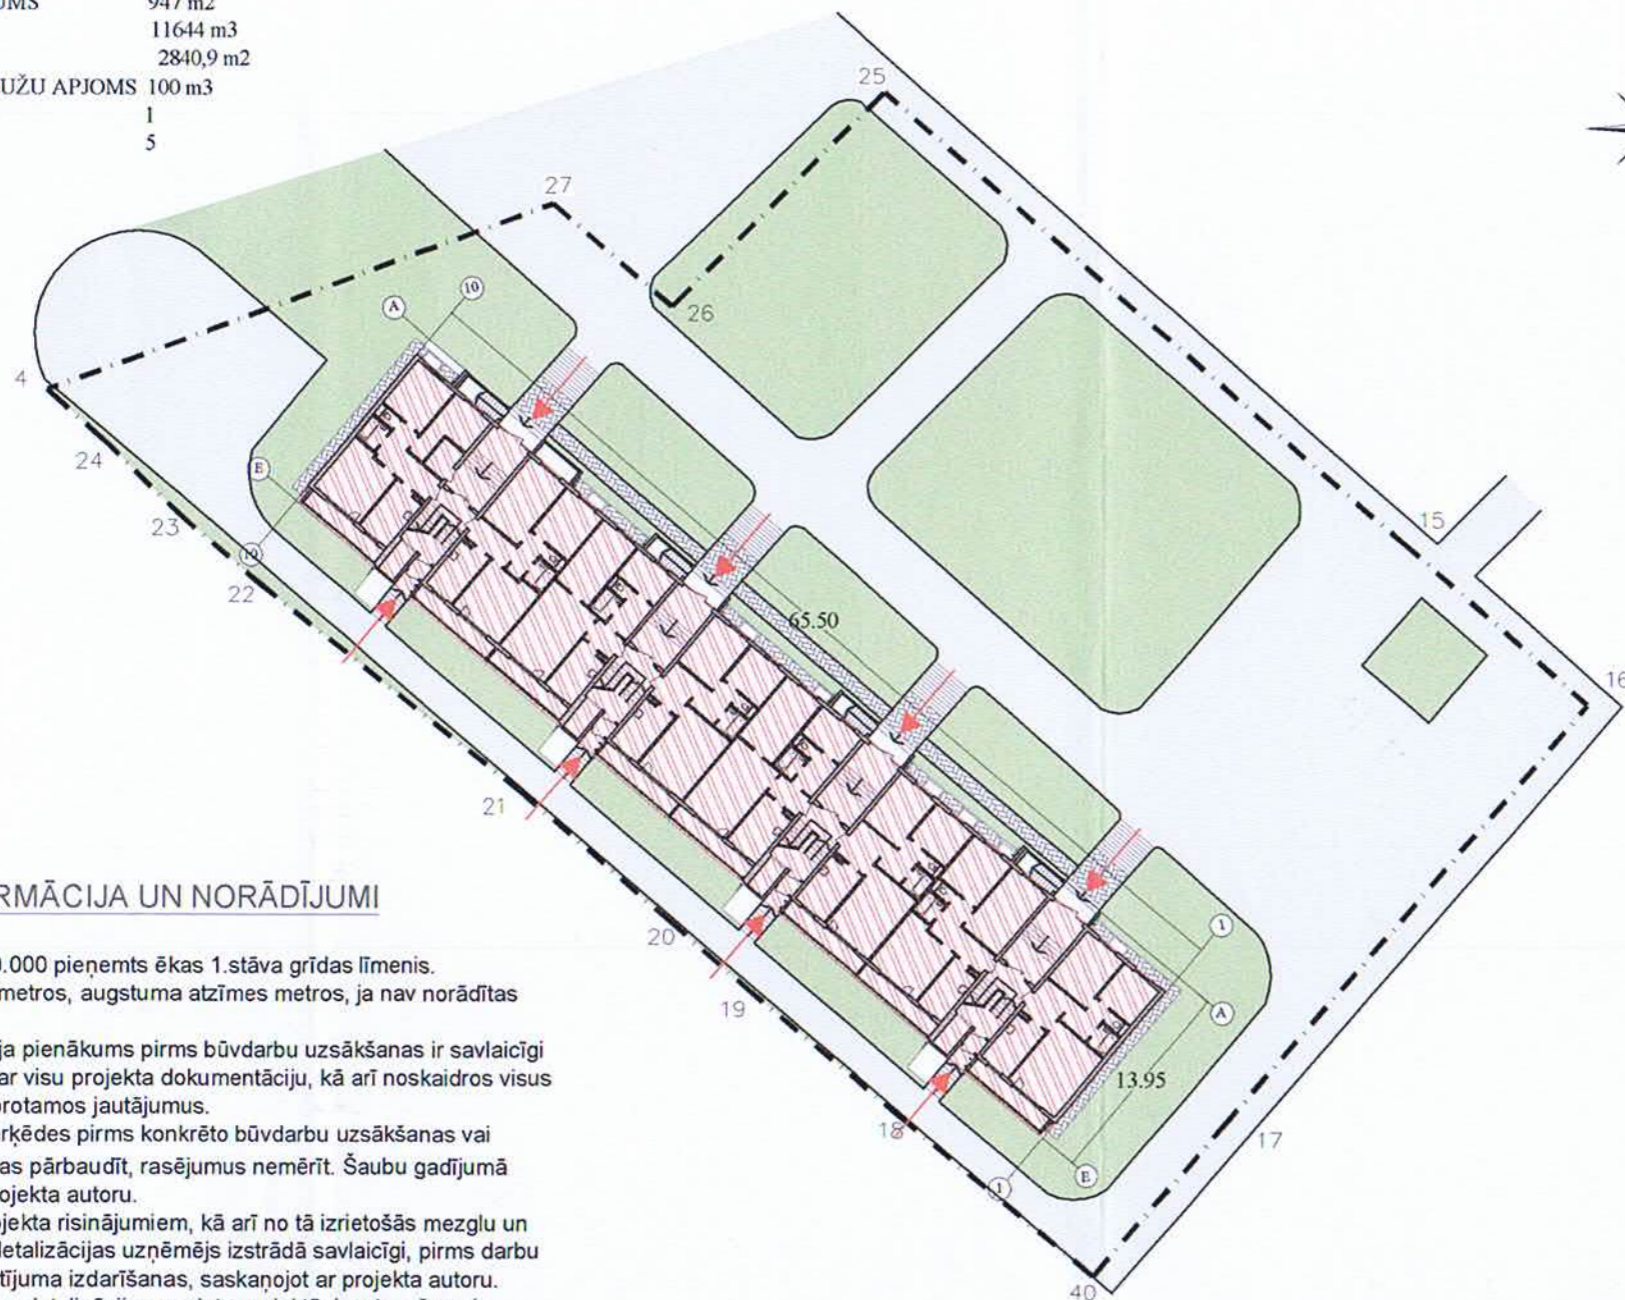 947 m2
11644 m3
2840,9 m2
UŽU APJOMS 100 m3
1
5
25
27
26
10
A
4
24
E
23
10
22
15
65.50
16
21
RMĀCIJA UN NORĀDĪJUMI
20
1
0.000 pieņemts ēkas 1.stāva grīdas līmenis.
metros, augstuma atzīmes metros, ja nav norādītas
19
A
ja pienākums pirms būvdarbu uzsākšanas ir savlaicīgi
ar visu projekta dokumentāciju, kā arī noskaidros visus
protamos jautājumus.
13.95
rķēdes pirms konkrēto būvdarbu uzsākšanas vai
18
17
as pārbaudīt, rasējumus nemērīt. Šaubu gadījumā
E
1
ojekta autoru.
jekta risinājumiem, kā arī no tā izrietošās mezglu un
detalizācijas uzņēmējs izstrādā savlaicīgi, pirms darbu
tījuma izdarīšanas, saskaņojot ar projekta autoru.
40